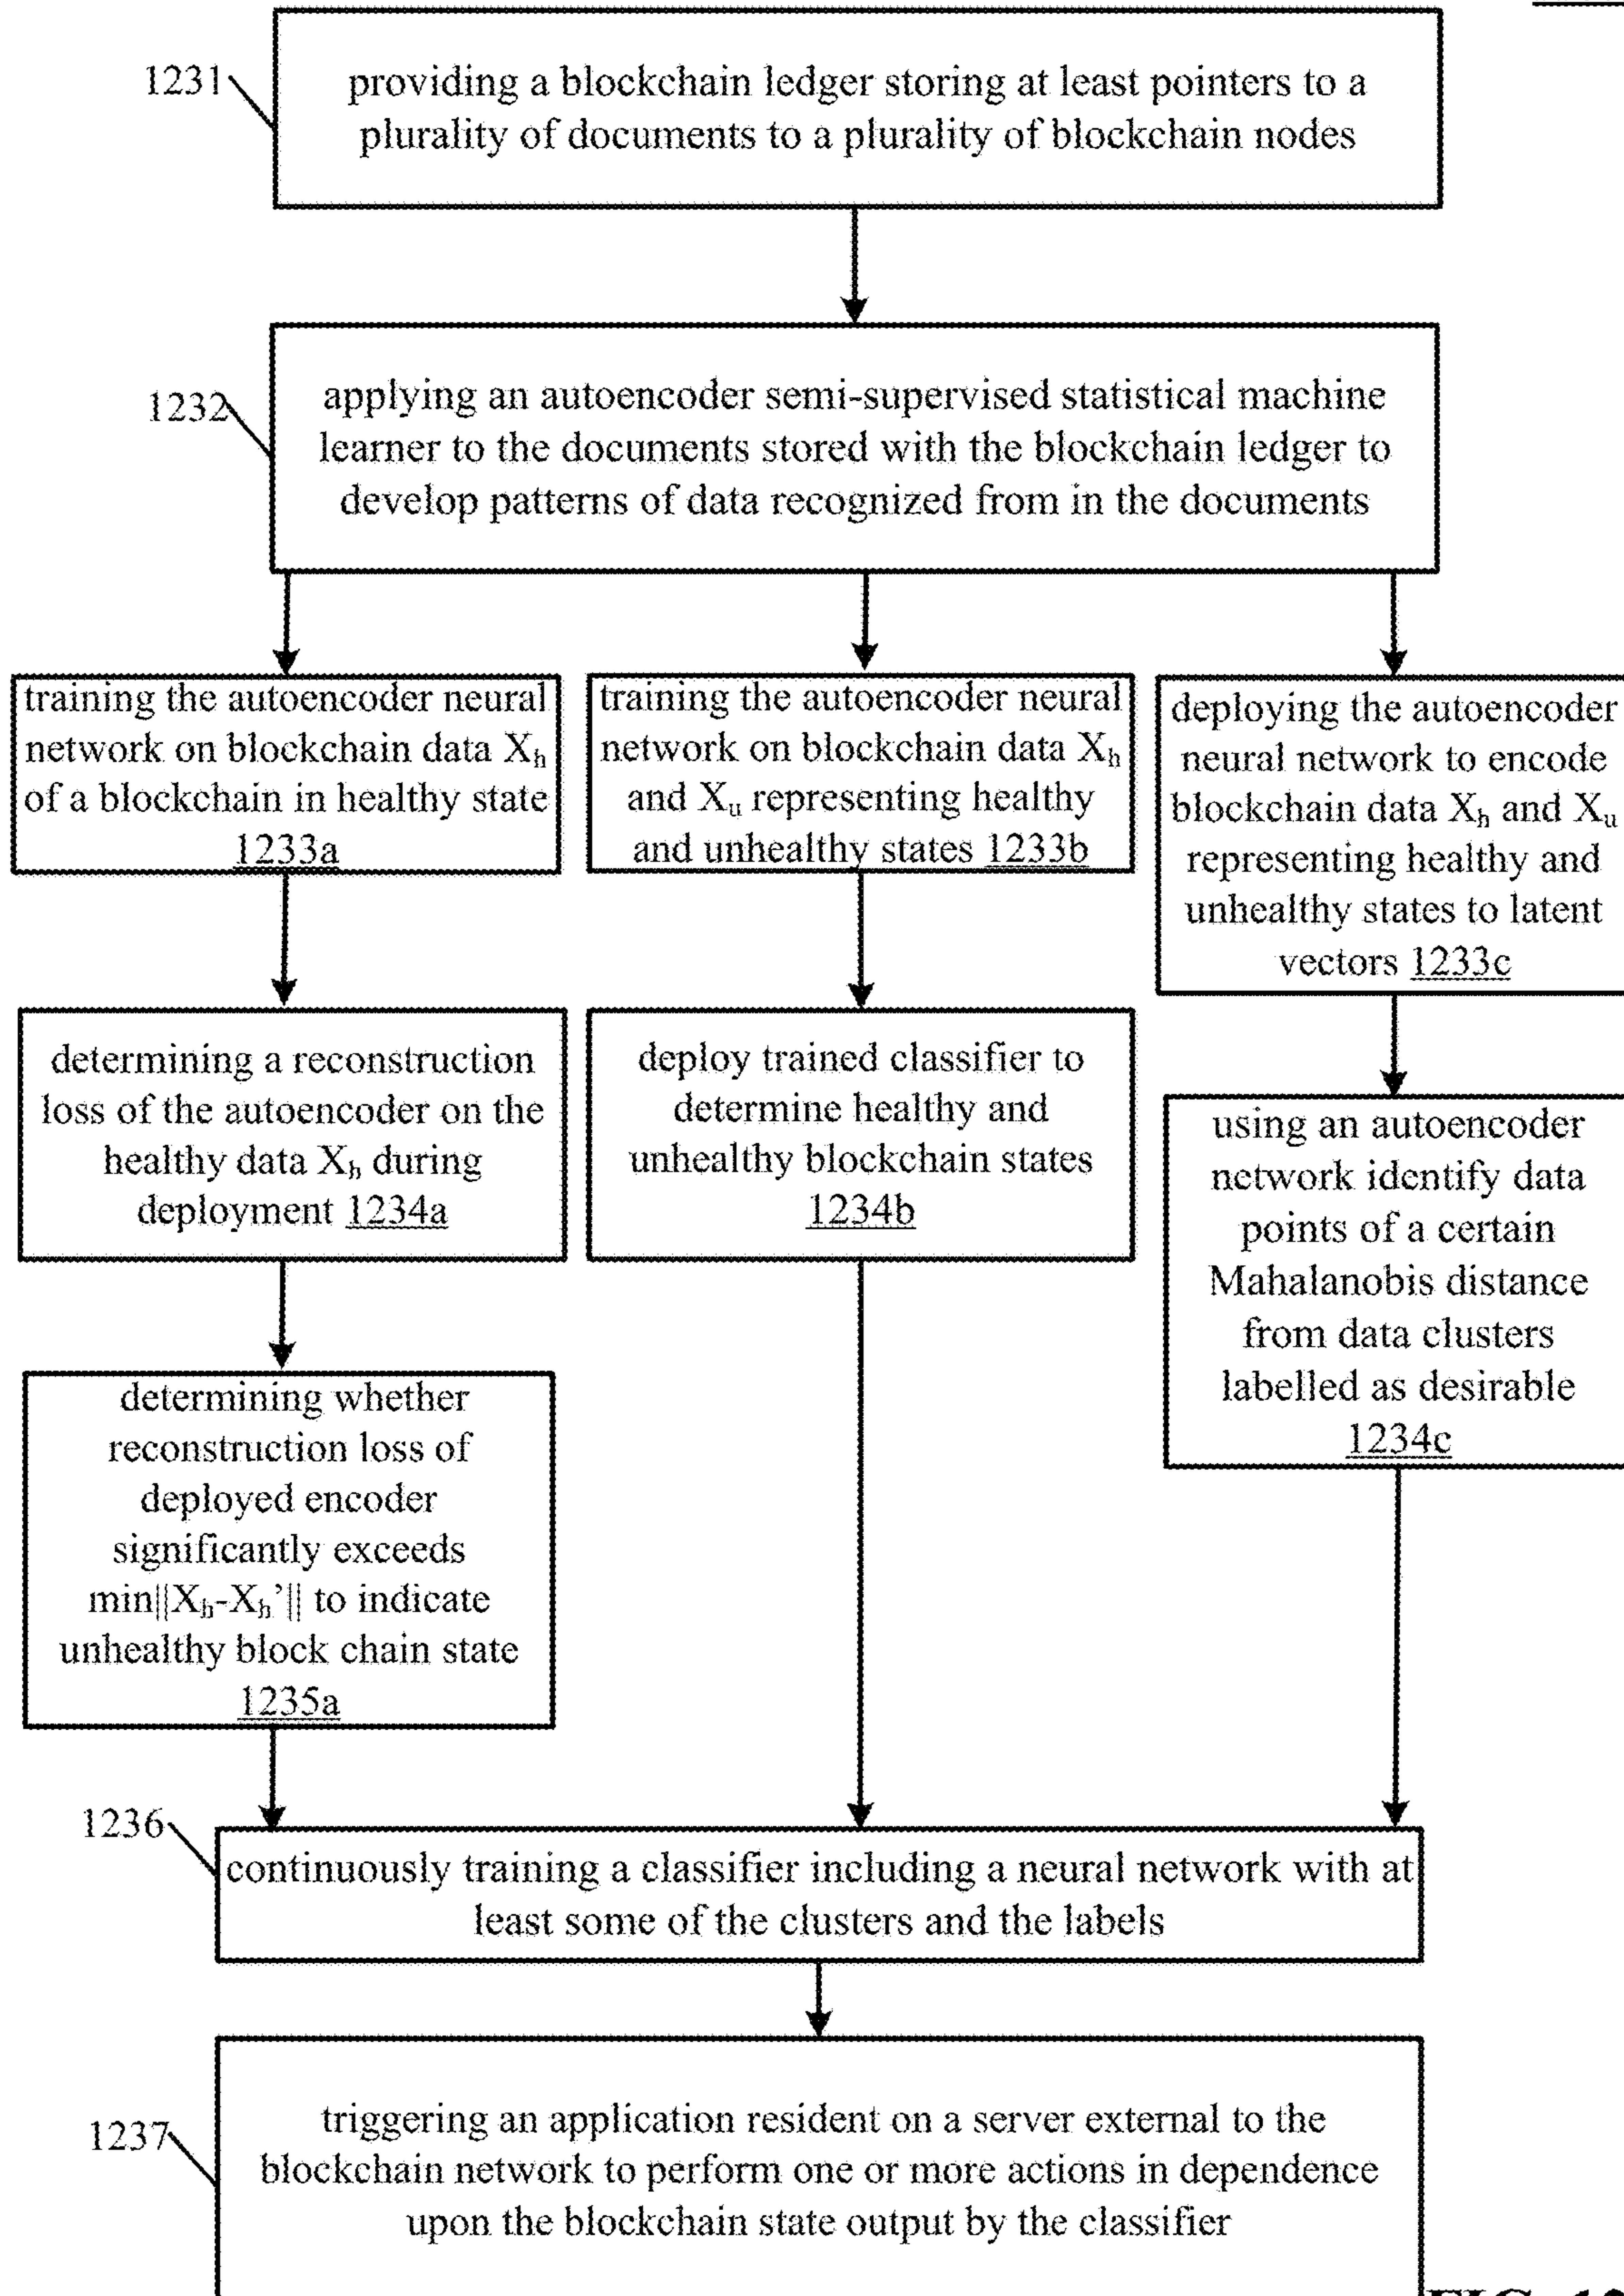 1231
providing a blockchain ledger storing at least pointers to a
plurality of documents to a plurality of blockchain nodes
1232
applying an autoencoder semi-supervised statistical machine
learner to the documents stored with the blockchain ledger to
develop patterns of data recognized from in the documents
training the autoencoder neural
network on blockchain data Xh
of a blockchain in healthy state
1233a
training the autoencoder neural
network on blockchain data Xh
and Xu representing healthy
and unhealthy states 1233b
deploying the autoencoder
neural network to encode
blockchain data Xh and Xu
representing healthy and
unhealthy states to latent
vectors 1233c
determining a reconstruction
loss of the autoencoder on the
healthy data Xh during
deployment 1234a
deploy trained classifier to
determine healthy and
unhealthy blockchain states
1234b
using an autoencoder
network identify data
points of a certain
Mahalanobis distance
from data clusters
labelled as desirable
1234c
determining whether
reconstruction loss of
deployed encoder
significantly exceeds
min||Xh-Xh’|| to indicate
unhealthy block chain state
1235a
1236
continuously training a classifier including a neural network with at
least some of the clusters and the labels
1237
triggering an application resident on a server external to the
blockchain network to perform one or more actions in dependence
upon the blockchain state output by the classifier